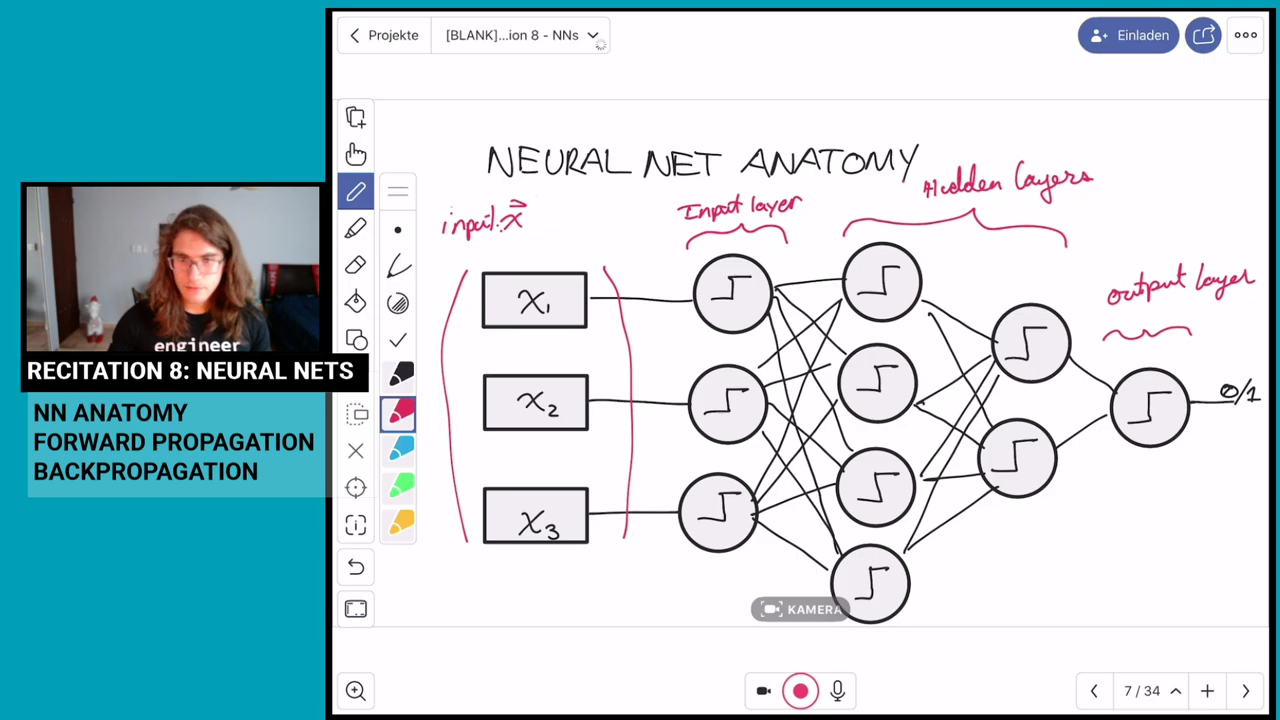 Projekte
[BLANK]...ion 8 - NNs
Einladen
NEURAL NET ANATOMY
Hidden layers
Input layer
input: x⃗
output layer
x₁
x₂
x₃
0/1
engineer
RECITATION 8: NEURAL NETS
NN ANATOMY
FORWARD PROPAGATION
BACKPROPAGATION
KAMERA
7 / 34